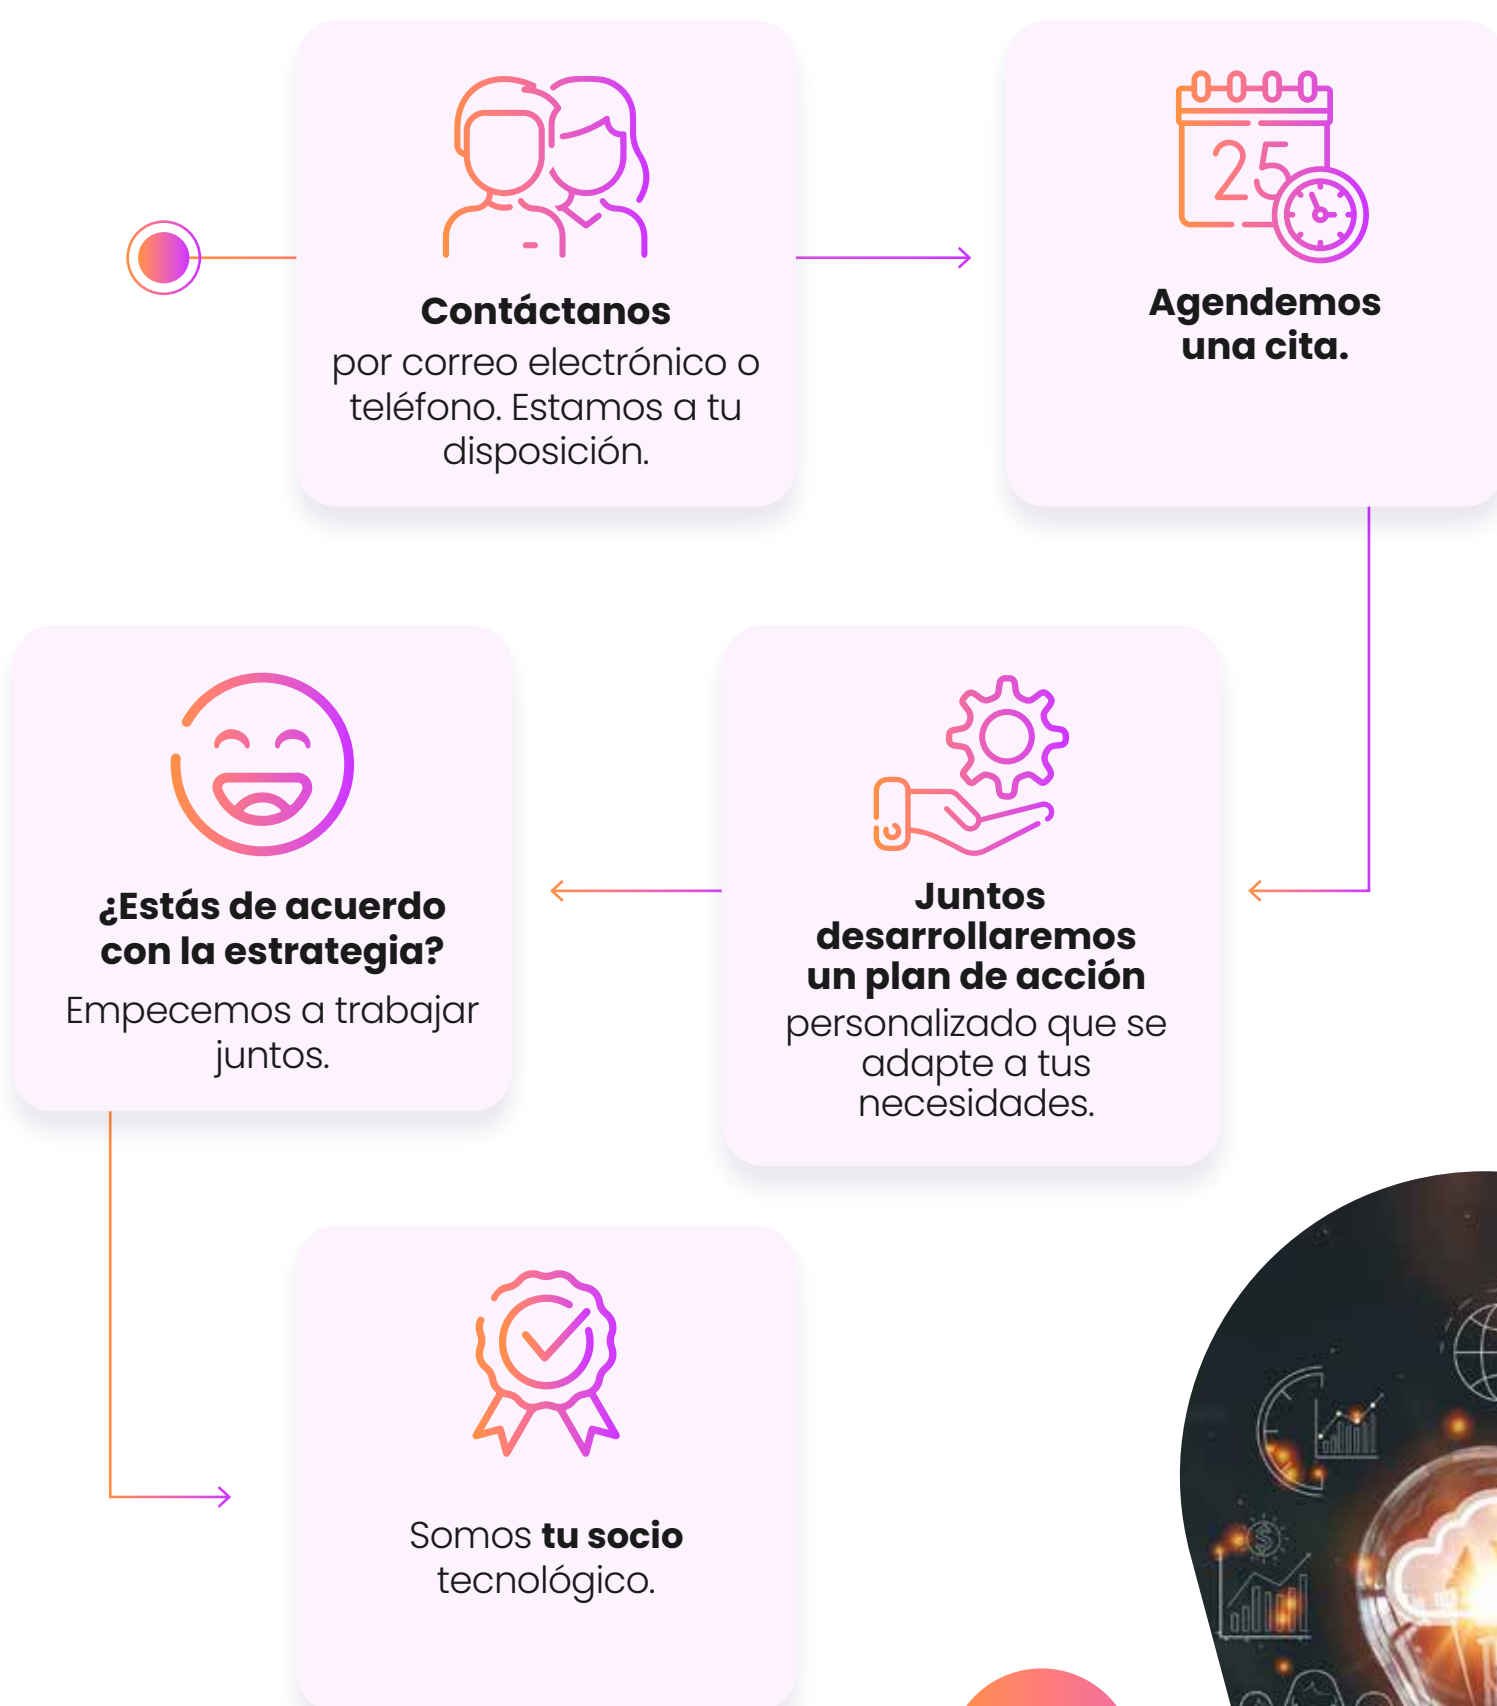 Contáctanos
por correo electrónico o
teléfono. Estamos a tu
disposición.
25
Agendemos
una cita.
Juntos
desarrollaremos
un plan de acción
personalizado que se
adapte a tus
necesidades.
¿Estás de acuerdo
con la estrategia?
Empecemos a trabajar
juntos.
Somos tu socio
tecnológico.
$